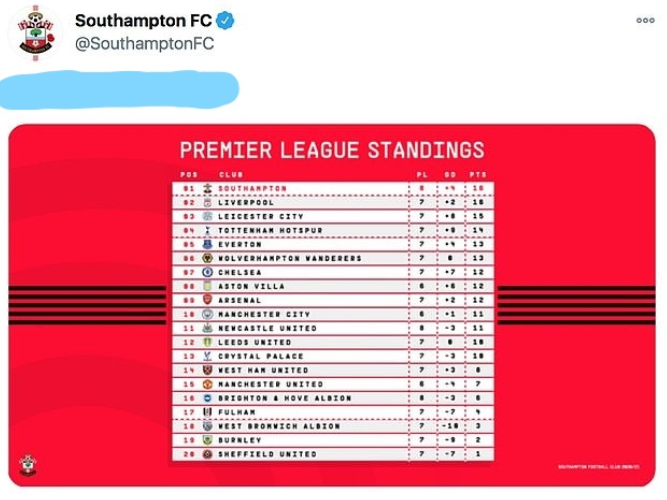 Southampton FC
@SouthamptonFC
PREMIER LEAGUE STANDINGS
POS CLUB PL GD PTS
01 SOUTHAMPTON 8 +4 16
02 LIVERPOOL 7 +2 16
03 LEICESTER CITY 7 +8 15
04 TOTTENHAM HOTSPUR 7 +9 14
05 EVERTON 7 +4 13
06 WOLVERHAMPTON WANDERERS 7 0 13
07 CHELSEA 7 +7 12
08 ASTON VILLA 6 +6 12
09 ARSENAL 7 +2 12
10 MANCHESTER CITY 6 +1 11
11 NEWCASTLE UNITED 8 -3 11
12 LEEDS UNITED 7 0 10
13 CRYSTAL PALACE 7 -3 10
14 WEST HAM UNITED 7 +3 8
15 MANCHESTER UNITED 6 -4 7
16 BRIGHTON & HOVE ALBION 8 -3 6
17 FULHAM 7 -7 4
18 WEST BROMWICH ALBION 7 -10 3
19 BURNLEY 7 -9 2
20 SHEFFIELD UNITED 7 -7 1